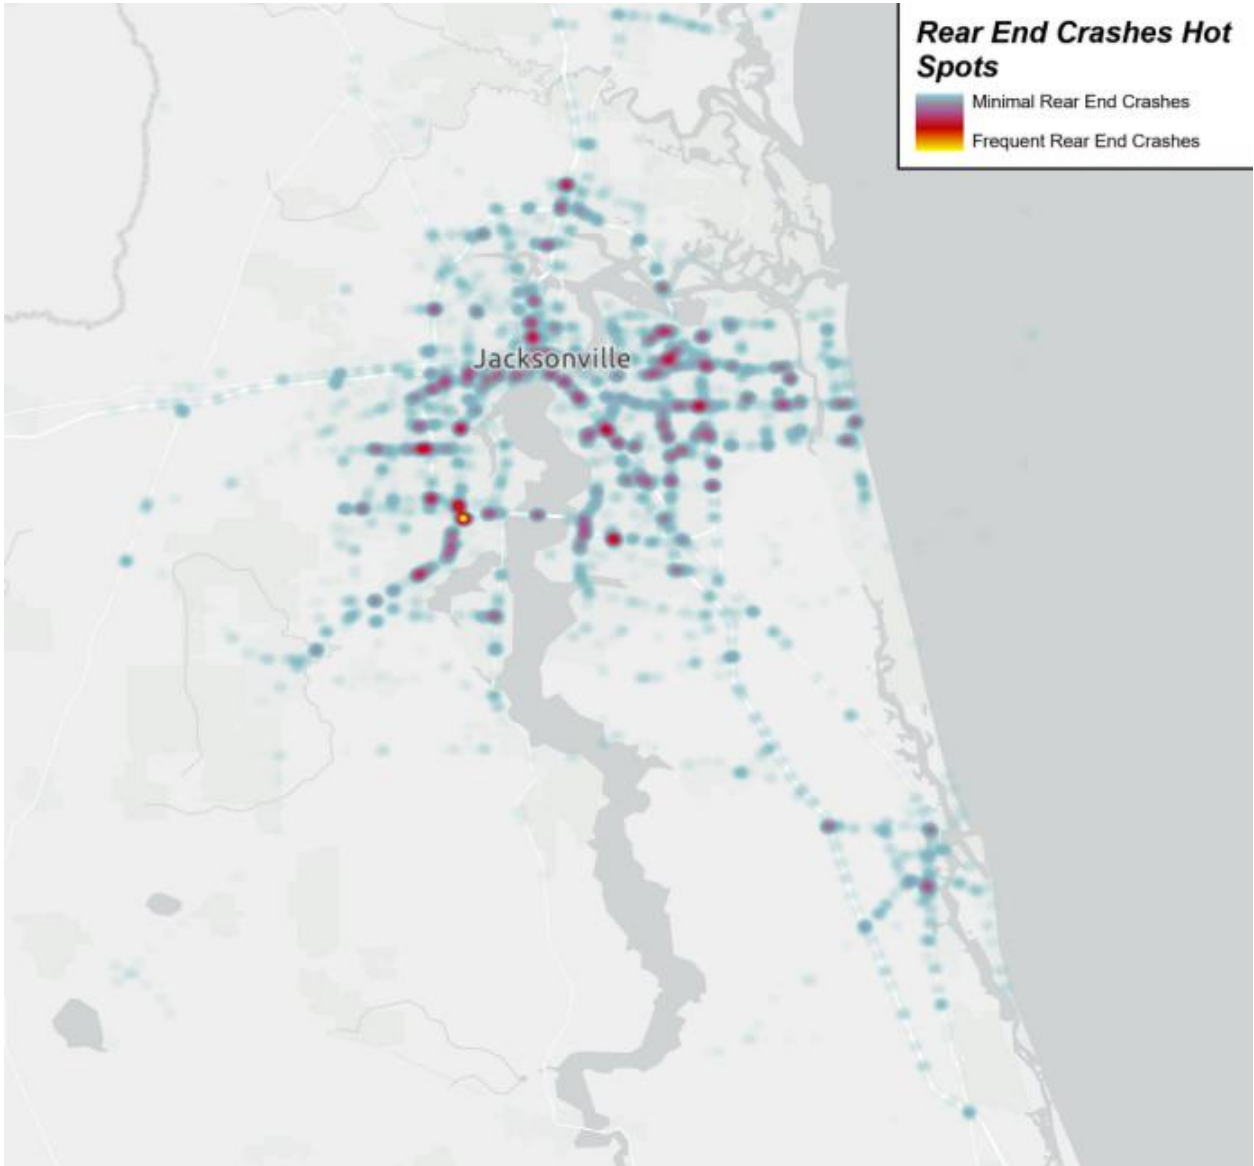 Rear End Crashes Hot
Spots
Minimal Rear End Crashes
Frequent Rear End Crashes
Jacksonville